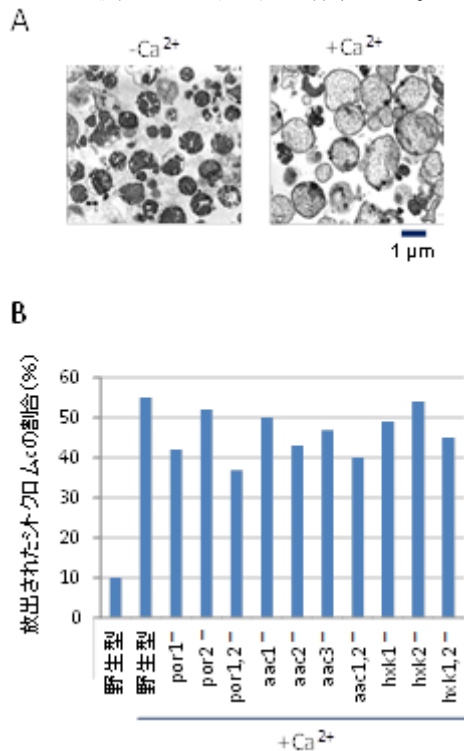 A
-Ca²⁺
+Ca²⁺
1 µm
B
放出されたシトクロムcの割合(%)
60
50
40
30
20
10
0
野生型
野生型
por1⁻
por2⁻
por1,2⁻
aac1⁻
aac2⁻
aac3⁻
aac1,2⁻
hxk1⁻
hxk2⁻
hxk1,2⁻
+Ca²⁺